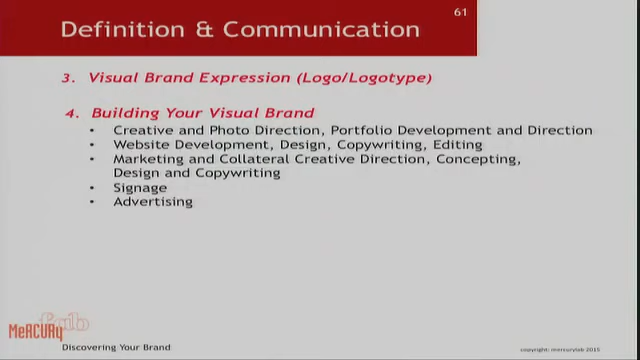 61
Definition & Communication
3. Visual Brand Expression (Logo/Logotype)
4. Building Your Visual Brand
• Creative and Photo Direction, Portfolio Development and Direction
• Website Development, Design, Copywriting, Editing
• Marketing and Collateral Creative Direction, Concepting,
Design and Copywriting
• Signage
• Advertising
MeRCURy
lab
Discovering Your Brand
copyright: mercurylab 2015